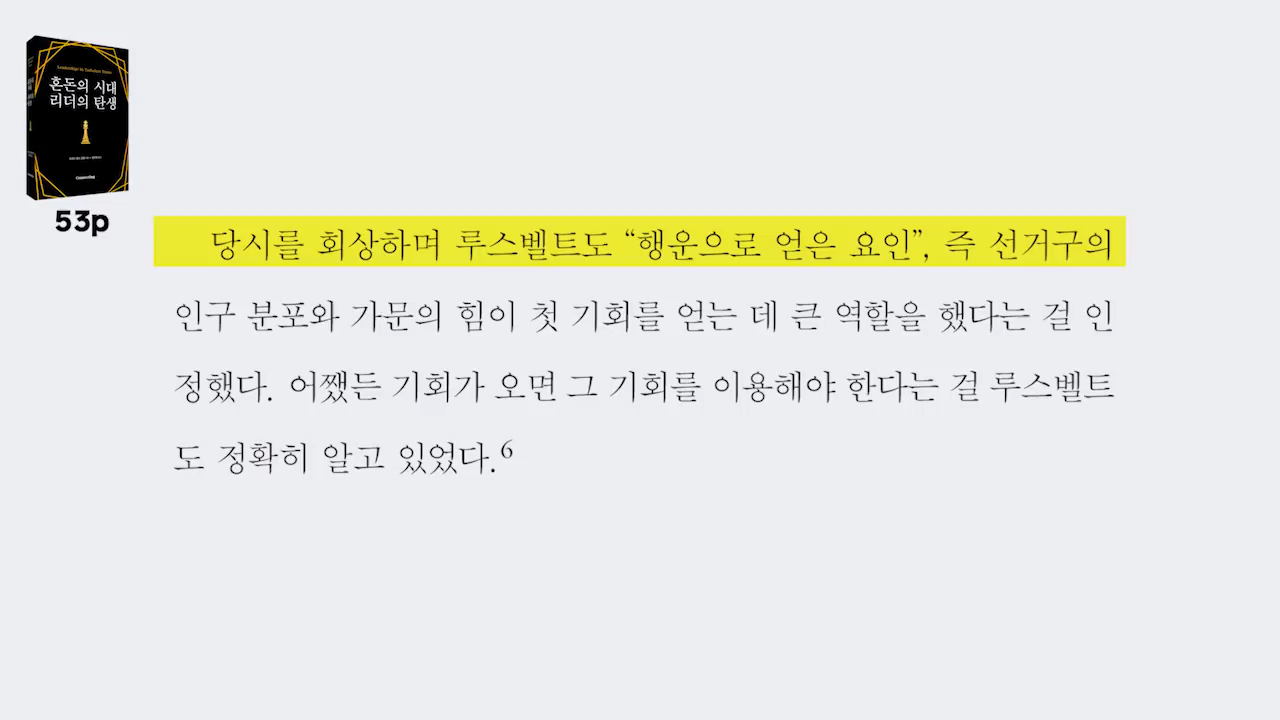 Leadership: In Turbulent Times
혼돈의 시대
리더의 탄생
Connecting
53p
당시를 회상하며 루스벨트도 “행운으로 얻은 요인”, 즉 선거구의
인구 분포와 가문의 힘이 첫 기회를 얻는 데 큰 역할을 했다는 걸 인
정했다. 어쨌든 기회가 오면 그 기회를 이용해야 한다는 걸 루스벨트
도 정확히 알고 있었다.⁶